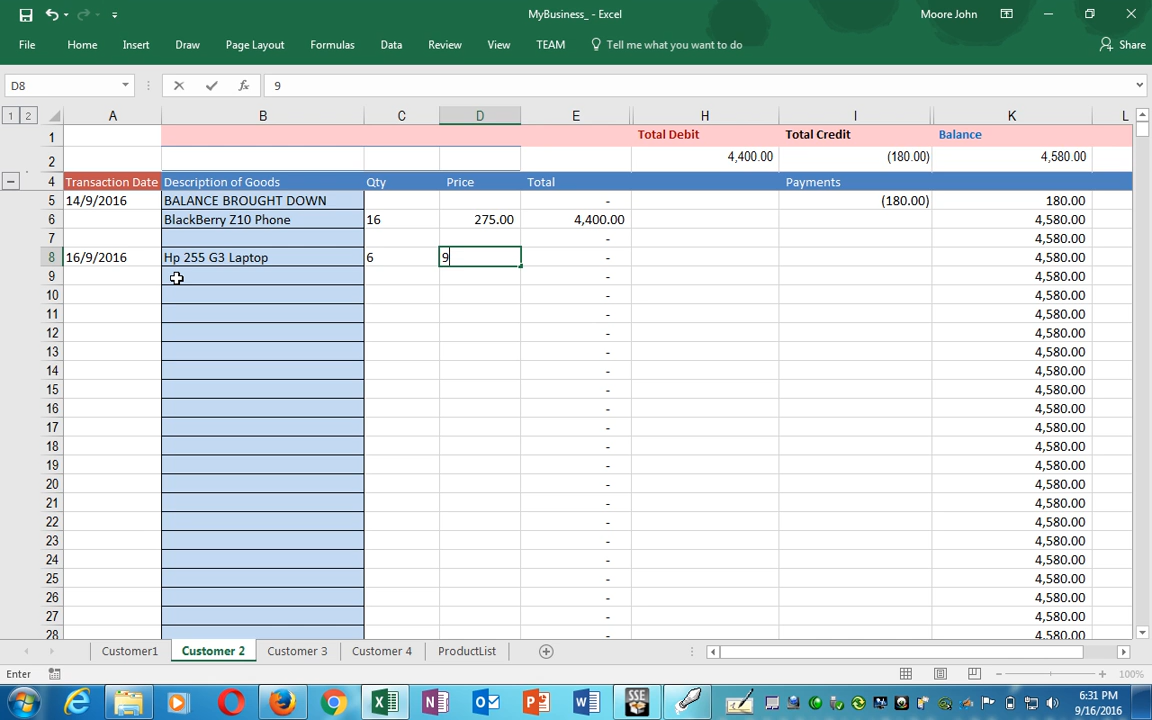 MyBusiness_ - Excel
Moore John
File Home Insert Draw Page Layout Formulas Data Review View TEAM Tell me what you want to do Share
D8 fx 9
1 2 A B C D E H I K L
1 Total Debit Total Credit Balance
2 4,400.00 (180.00) 4,580.00
4 Transaction Date Description of Goods Qty Price Total Payments
5 14/9/2016 BALANCE BROUGHT DOWN - (180.00) 180.00
6 BlackBerry Z10 Phone 16 275.00 4,400.00 4,580.00
7 - 4,580.00
8 16/9/2016 Hp 255 G3 Laptop 6 9 - 4,580.00
9 - 4,580.00
10 - 4,580.00
11 - 4,580.00
12 - 4,580.00
13 - 4,580.00
14 - 4,580.00
15 - 4,580.00
16 - 4,580.00
17 - 4,580.00
18 - 4,580.00
19 - 4,580.00
20 - 4,580.00
21 - 4,580.00
22 - 4,580.00
23 - 4,580.00
24 - 4,580.00
25 - 4,580.00
26 - 4,580.00
27 - 4,580.00
28 - 4,580.00
Customer1 Customer 2 Customer 3 Customer 4 ProductList
Enter 100%
SSE
6:31 PM
9/16/2016